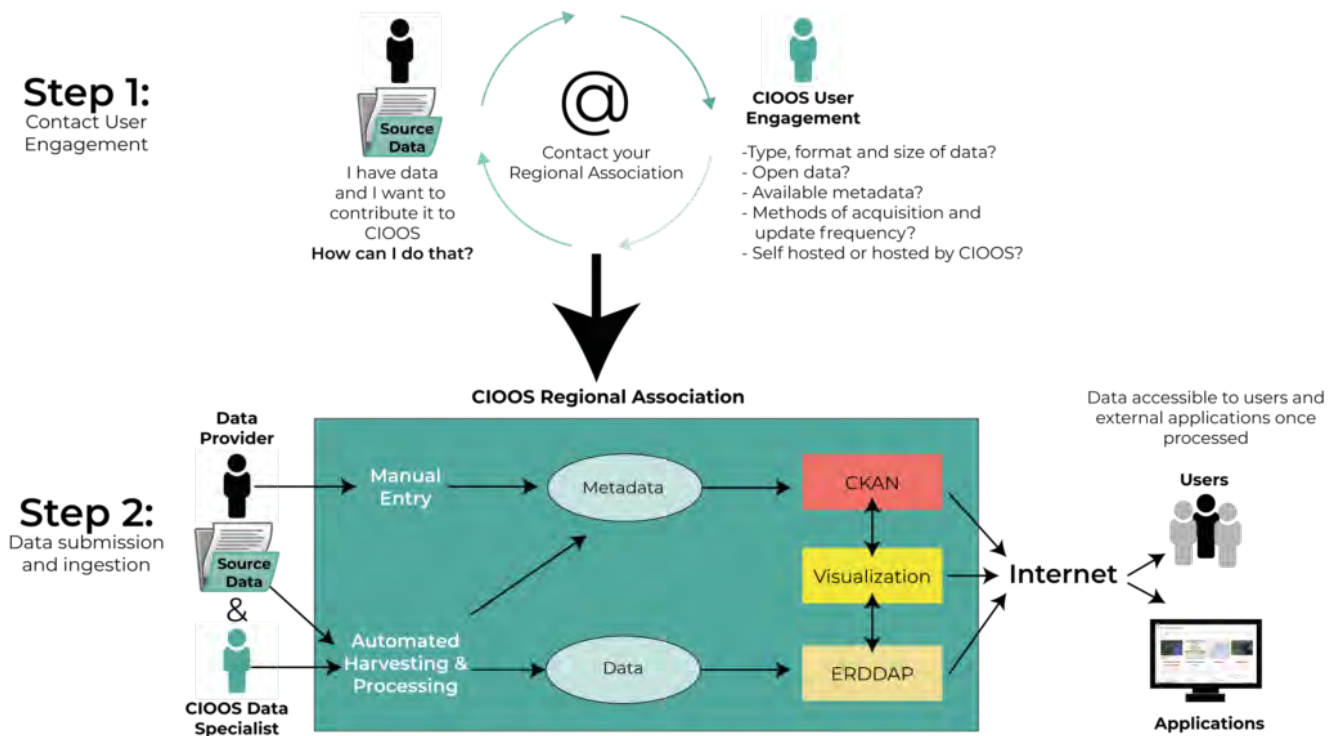 Step 1:
Contact User
Engagement
Source
Data
I have data
and I want to
contribute it to
CIOOS
How can I do that?
@
Contact your
Regional Association
CIOOS User
Engagement
-Type, format and size of data?
- Open data?
- Available metadata?
- Methods of acquisition and
update frequency?
- Self hosted or hosted by CIOOS?
CIOOS Regional Association
Step 2:
Data submission
and ingestion
Data
Provider
Source
Data
&
CIOOS Data
Specialist
Manual
Entry
Automated
Harvesting &
Processing
Metadata
Data
CKAN
Visualization
ERDDAP
Internet
Data accessible to users and
external applications once
processed
Users
Applications